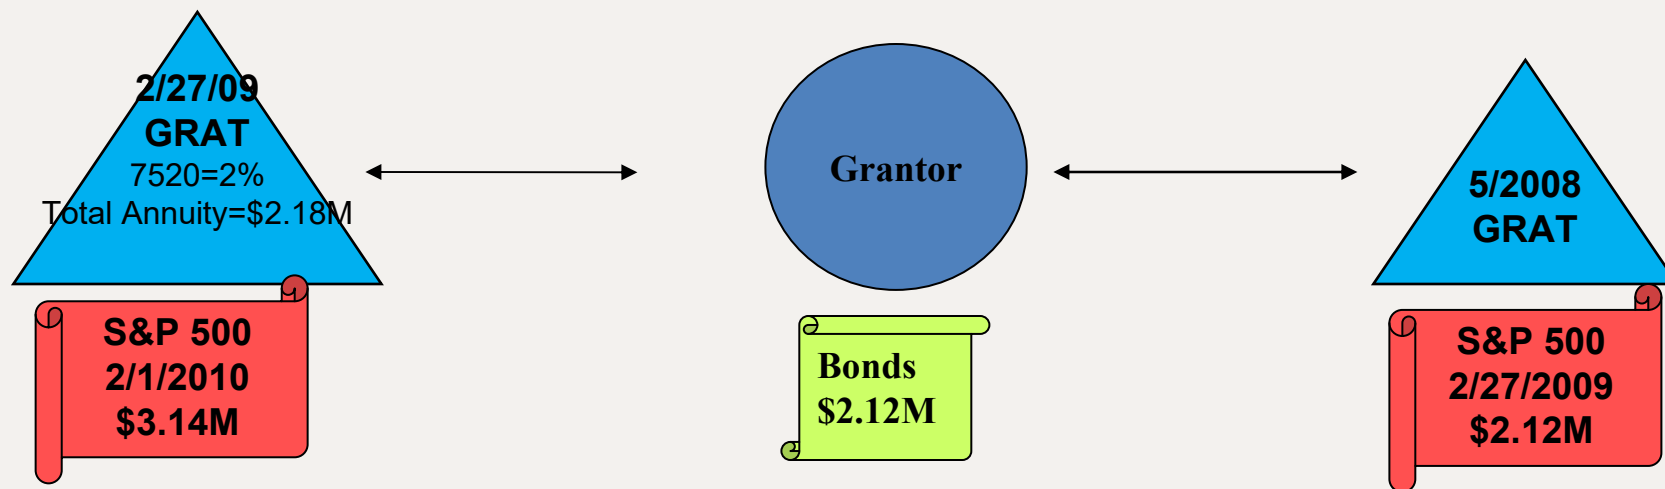 2/27/09
GRAT
7520=2%
Total Annuity=$2.18M
S&P 500
2/1/2010
$3.14M
Grantor
Bonds
$2.12M
5/2008
GRAT
S&P 500
2/27/2009
$2.12M